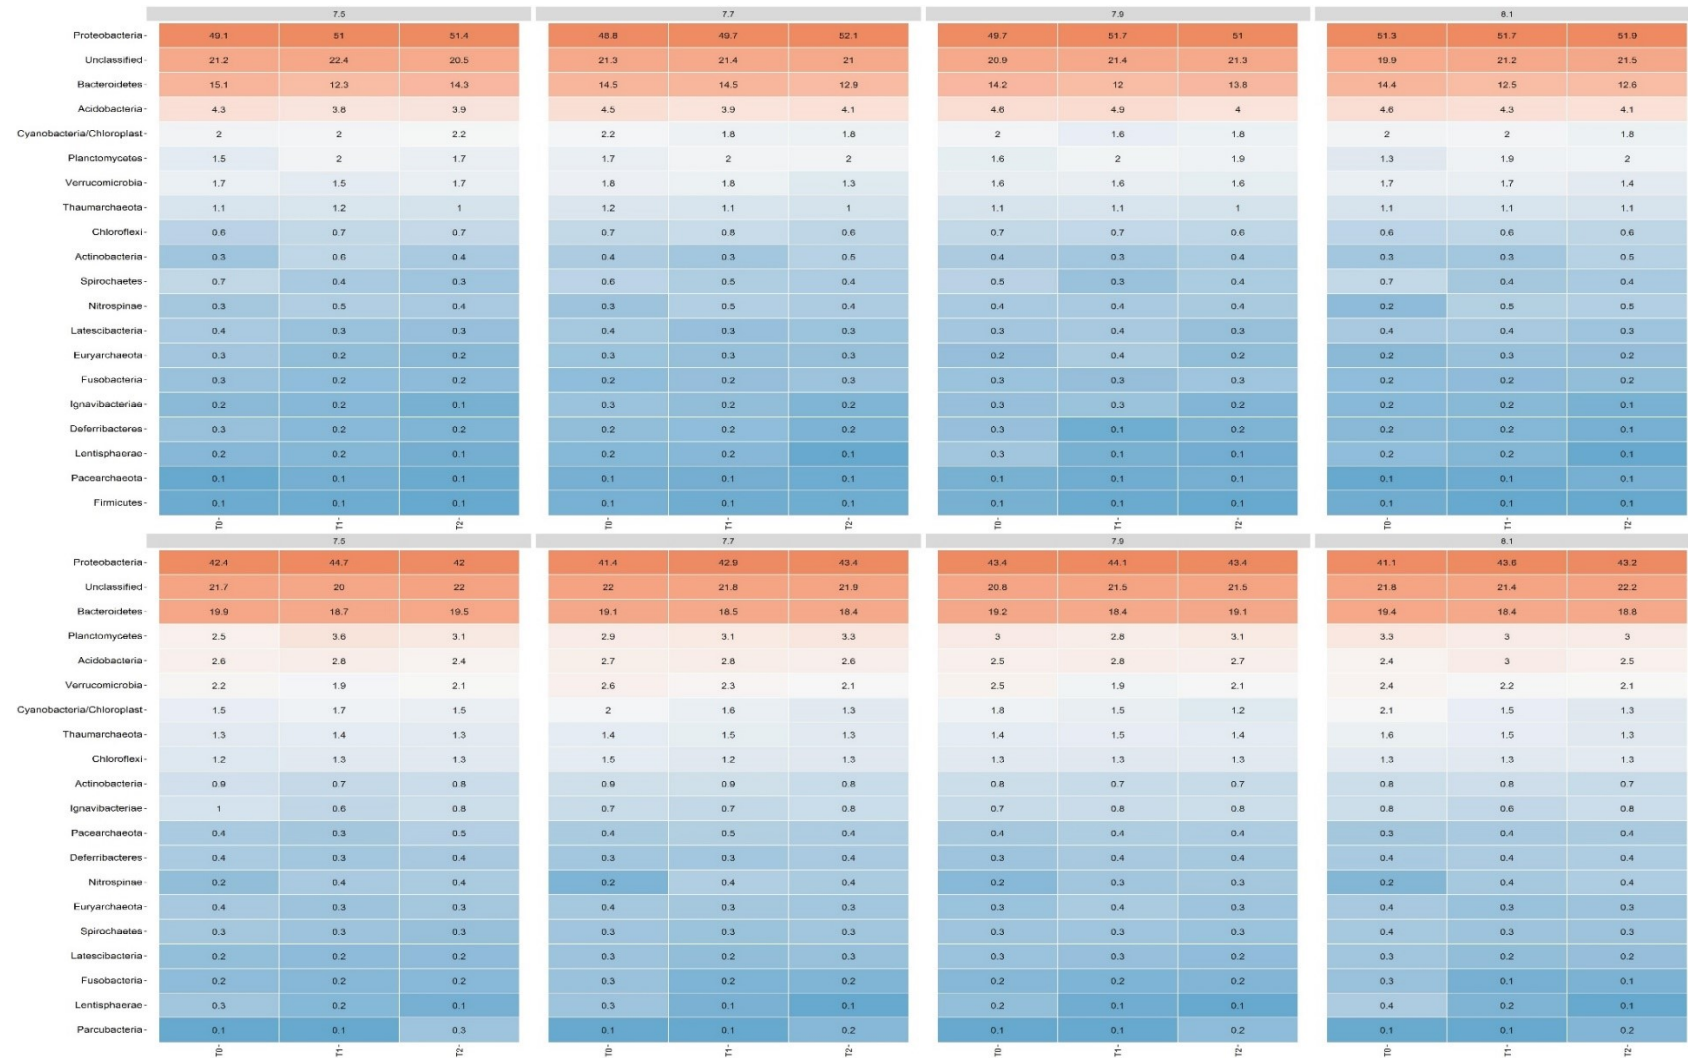 7.5 7.7 7.9 8.1
Proteobacteria- 49.1 51 51.4 48.8 49.7 52.1 49.7 51.7 51 51.3 51.7 51.9
Unclassified- 21.2 22.4 20.5 21.3 21.4 21 20.9 21.4 21.3 19.9 21.2 21.5
Bacteroidetes- 15.1 12.3 14.3 14.5 14.5 12.9 14.2 12 13.8 14.4 12.5 12.6
Acidobacteria- 4.3 3.8 3.9 4.5 3.9 4.1 4.6 4.9 4 4.6 4.3 4.1
Cyanobacteria/Chloroplast- 2 2 2.2 2.2 1.8 1.8 2 1.6 1.8 2 2 1.8
Planctomycetes- 1.5 2 1.7 1.7 2 2 1.6 2 1.9 1.3 1.9 2
Verrucomicrobia- 1.7 1.5 1.7 1.8 1.8 1.3 1.6 1.6 1.6 1.7 1.7 1.4
Thaumarchaeota- 1.1 1.2 1 1.2 1.1 1 1.1 1.1 1 1.1 1.1 1.1
Chloroflexi- 0.6 0.7 0.7 0.7 0.8 0.6 0.7 0.7 0.6 0.6 0.6 0.6
Actinobacteria- 0.3 0.6 0.4 0.4 0.3 0.5 0.4 0.3 0.4 0.3 0.3 0.5
Spirochaetes- 0.7 0.4 0.3 0.6 0.5 0.4 0.5 0.3 0.4 0.7 0.4 0.4
Nitrospinae- 0.3 0.5 0.4 0.3 0.5 0.4 0.4 0.4 0.4 0.2 0.5 0.5
Latescibacteria- 0.4 0.3 0.3 0.4 0.3 0.3 0.3 0.4 0.3 0.4 0.4 0.3
Euryarchaeota- 0.3 0.2 0.2 0.3 0.3 0.3 0.2 0.4 0.2 0.2 0.3 0.2
Fusobacteria- 0.3 0.2 0.2 0.2 0.2 0.3 0.3 0.3 0.3 0.2 0.2 0.2
Ignavibacteriae- 0.2 0.2 0.1 0.3 0.2 0.2 0.3 0.3 0.2 0.2 0.2 0.1
Deferribacteres- 0.3 0.2 0.2 0.2 0.2 0.2 0.3 0.1 0.2 0.2 0.2 0.1
Lentisphaerae- 0.2 0.2 0.1 0.2 0.2 0.1 0.3 0.1 0.1 0.2 0.2 0.1
Pacearchaeota- 0.1 0.1 0.1 0.1 0.1 0.1 0.1 0.1 0.1 0.1 0.1 0.1
Firmicutes- 0.1 0.1 0.1 0.1 0.1 0.1 0.1 0.1 0.1 0.1 0.1 0.1
T0- T1- T2- T0- T1- T2- T0- T1- T2- T0- T1- T2-
7.5 7.7 7.9 8.1
Proteobacteria- 42.4 44.7 42 41.4 42.9 43.4 43.4 44.1 43.4 41.1 43.6 43.2
Unclassified- 21.7 20 22 22 21.8 21.9 20.8 21.5 21.5 21.8 21.4 22.2
Bacteroidetes- 19.9 18.7 19.5 19.1 18.5 18.4 19.2 18.4 19.1 19.4 18.4 18.8
Planctomycetes- 2.5 3.6 3.1 2.9 3.1 3.3 3 2.8 3.1 3.3 3 3
Acidobacteria- 2.6 2.8 2.4 2.7 2.8 2.6 2.5 2.8 2.7 2.4 3 2.5
Verrucomicrobia- 2.2 1.9 2.1 2.6 2.3 2.1 2.5 1.9 2.1 2.4 2.2 2.1
Cyanobacteria/Chloroplast- 1.5 1.7 1.5 2 1.6 1.3 1.8 1.5 1.2 2.1 1.5 1.3
Thaumarchaeota- 1.3 1.4 1.3 1.4 1.5 1.3 1.4 1.5 1.4 1.6 1.5 1.3
Chloroflexi- 1.2 1.3 1.3 1.5 1.2 1.3 1.3 1.3 1.3 1.3 1.3 1.3
Actinobacteria- 0.9 0.7 0.8 0.9 0.9 0.8 0.8 0.7 0.7 0.8 0.8 0.7
Ignavibacteriae- 1 0.6 0.8 0.7 0.7 0.8 0.7 0.8 0.8 0.8 0.6 0.8
Pacearchaeota- 0.4 0.3 0.5 0.4 0.5 0.4 0.4 0.4 0.4 0.3 0.4 0.4
Deferribacteres- 0.4 0.3 0.4 0.3 0.3 0.4 0.3 0.4 0.4 0.4 0.4 0.4
Nitrospinae- 0.2 0.4 0.4 0.2 0.4 0.4 0.2 0.3 0.3 0.2 0.4 0.4
Euryarchaeota- 0.4 0.3 0.3 0.4 0.3 0.3 0.3 0.4 0.3 0.4 0.3 0.3
Spirochaetes- 0.3 0.3 0.3 0.3 0.3 0.3 0.3 0.3 0.3 0.4 0.3 0.3
Latescibacteria- 0.2 0.2 0.2 0.3 0.2 0.3 0.3 0.3 0.2 0.3 0.2 0.2
Fusobacteria- 0.2 0.2 0.2 0.3 0.2 0.2 0.2 0.2 0.2 0.3 0.1 0.1
Lentisphaerae- 0.3 0.2 0.1 0.3 0.1 0.1 0.2 0.1 0.1 0.4 0.2 0.1
Parcubacteria- 0.1 0.1 0.3 0.1 0.1 0.2 0.1 0.1 0.2 0.1 0.1 0.2
T0- T1- T2- T0- T1- T2- T0- T1- T2- T0- T1- T2-